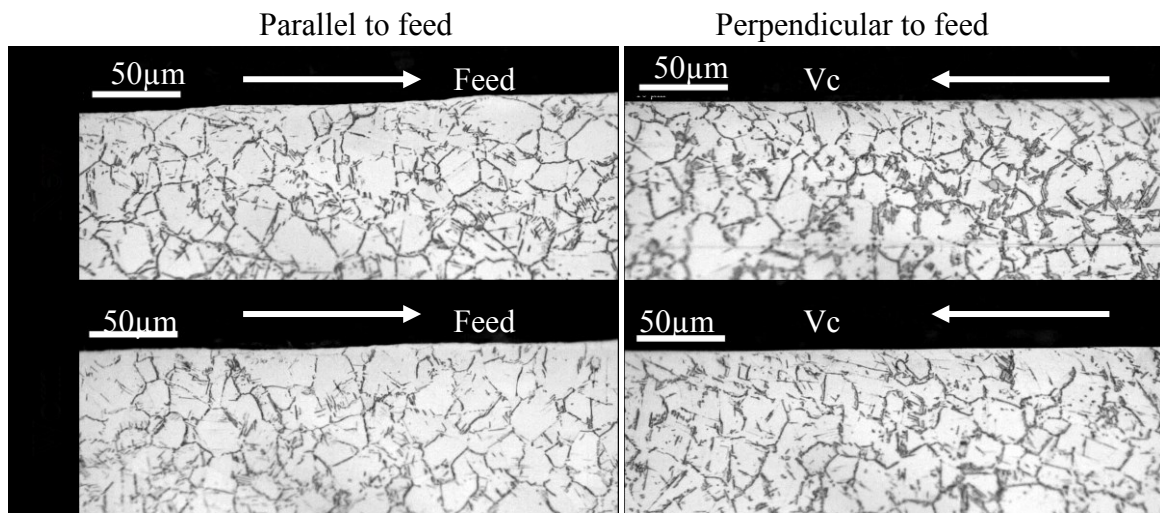 Parallel to feed
Perpendicular to feed
50µm
Feed
50µm
Vc
50µm
Feed
50µm
Vc